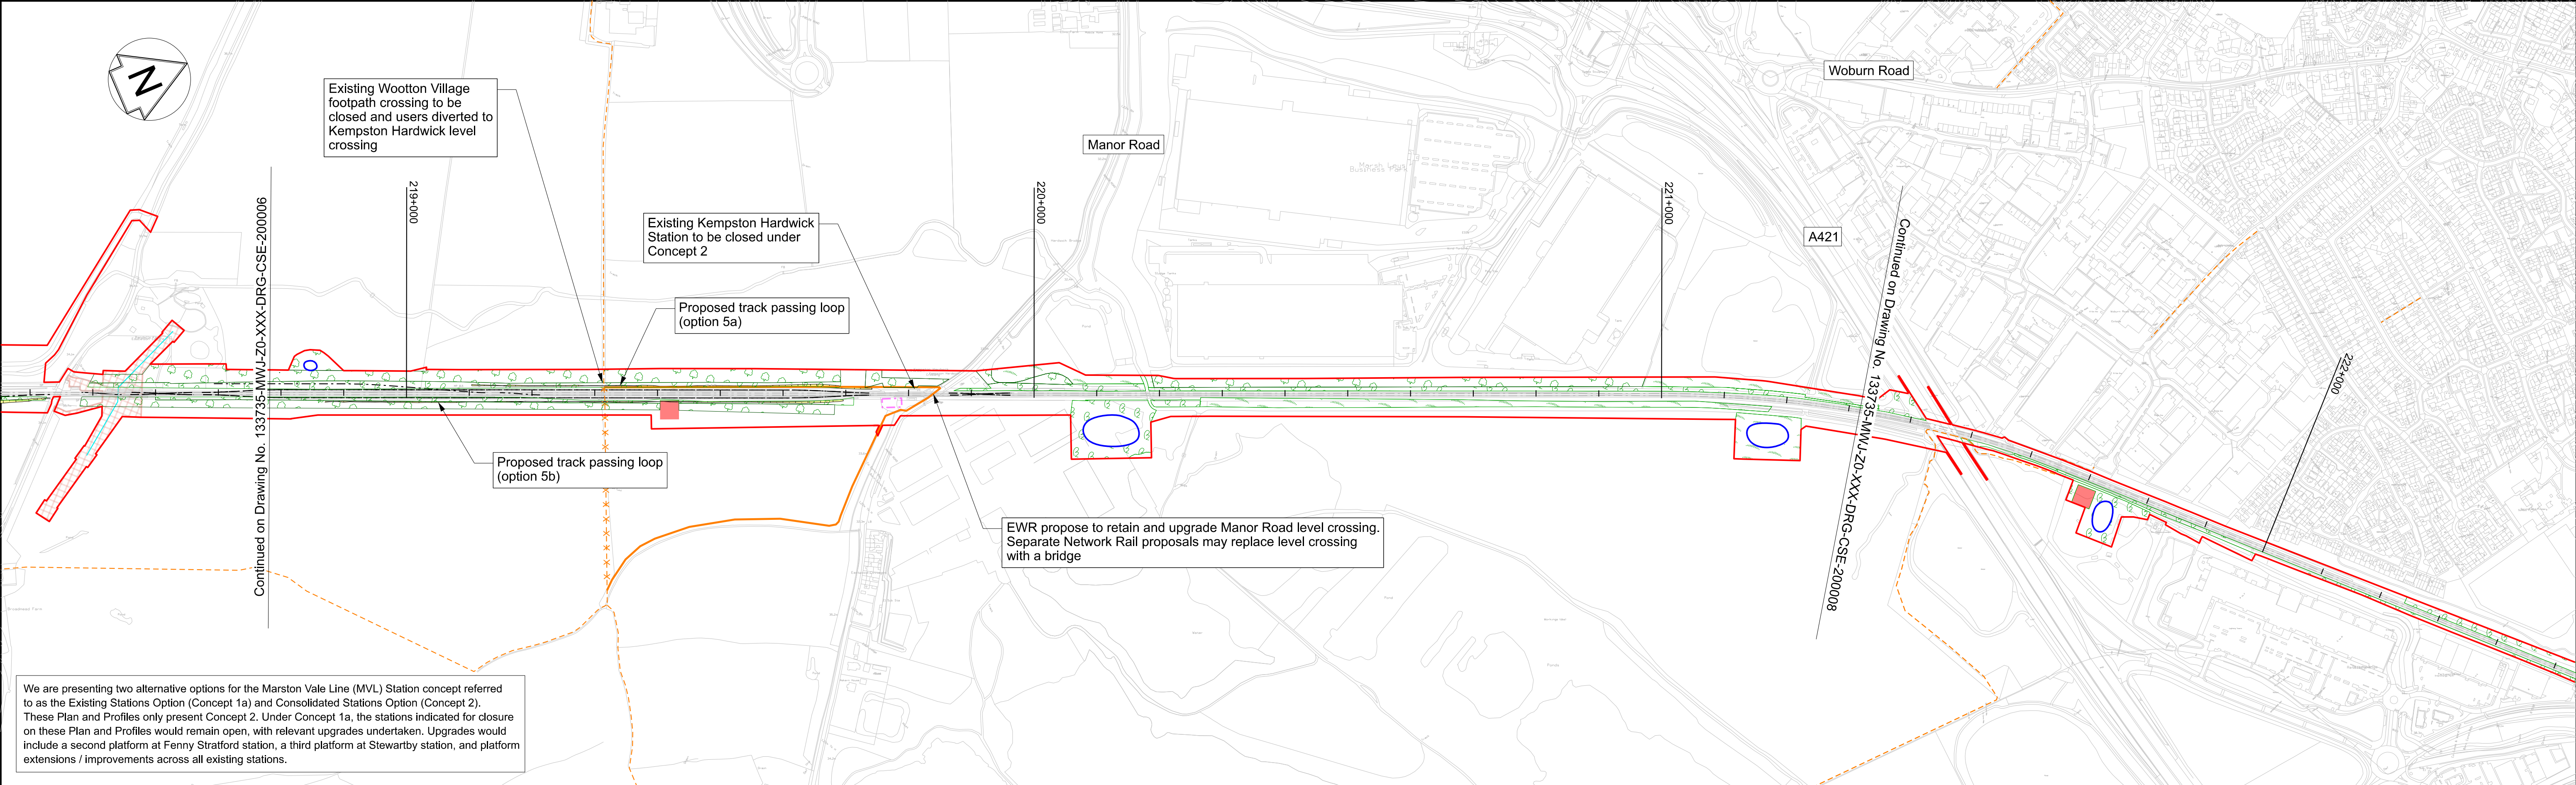 N
Existing Wootton Village
footpath crossing to be
closed and users diverted to
Kempston Hardwick level
crossing
Woburn Road
Manor Road
Marsh Leys
Business Park
219+000
220+000
221+000
222+000
A421
Existing Kempston Hardwick
Station to be closed under
Concept 2
Proposed track passing loop
(option 5a)
Proposed track passing loop
(option 5b)
EWR propose to retain and upgrade Manor Road level crossing.
Separate Network Rail proposals may replace level crossing
with a bridge
Continued on Drawing No. 133735-MWJ-Z0-XXX-DRG-CSE-200006
Continued on Drawing No. 133735-MWJ-Z0-XXX-DRG-CSE-200008
We are presenting two alternative options for the Marston Vale Line (MVL) Station concept referred
to as the Existing Stations Option (Concept 1a) and Consolidated Stations Option (Concept 2).
These Plan and Profiles only present Concept 2. Under Concept 1a, the stations indicated for closure
on these Plan and Profiles would remain open, with relevant upgrades undertaken. Upgrades would
include a second platform at Fenny Stratford station, a third platform at Stewartby station, and platform
extensions / improvements across all existing stations.